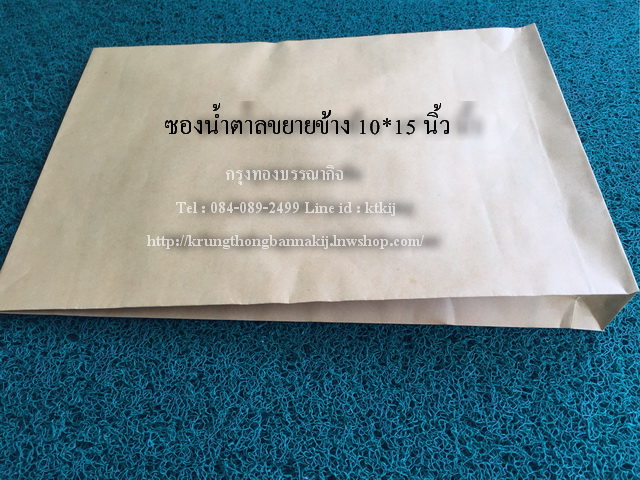 ซองน้ำตาลขยายข้าง 10*15 นิ้ว
กรุงทองบรรณากิจ
Tel : 084-089-2499 Line id : ktkij
http://krungthongbannakij.lnwshop.com/